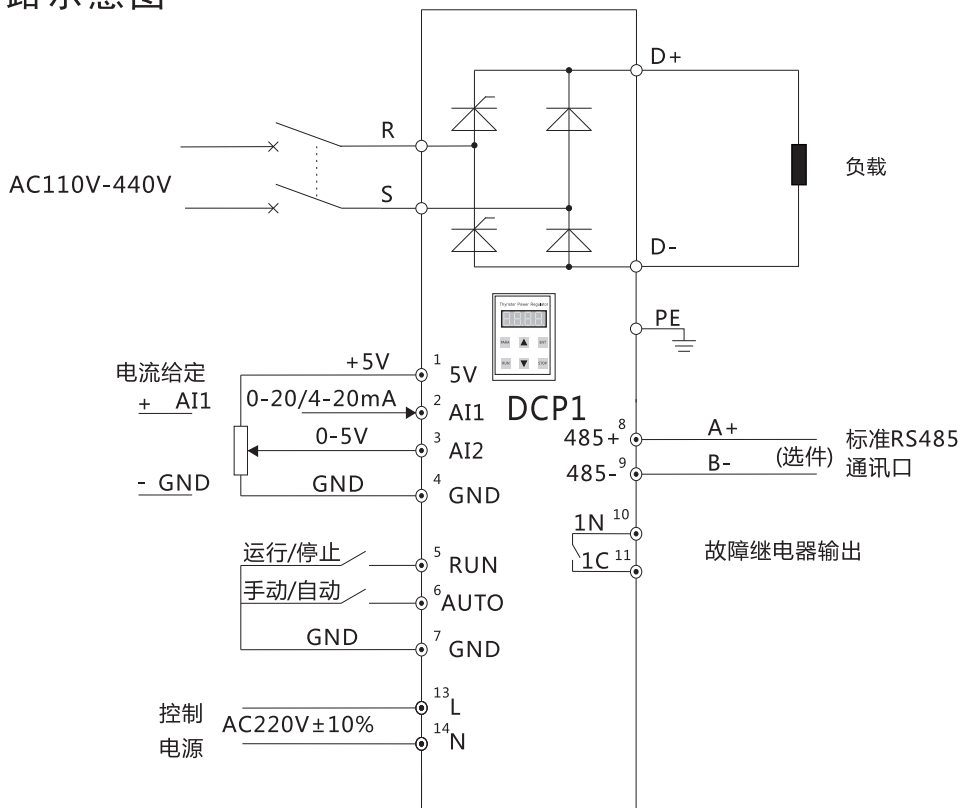 路示意图
D+
R
AC110V-440V
S
负载
D-
Thyristor Power Regulator
PE
电流给定
+5V
1
5V
+ AI1
0-20/4-20mA
2
AI1
DCP1
0-5V
3
AI2
485+
8
A+
标准RS485
(选件)
通讯口
485-
9
B-
- GND
GND
4
GND
1N
10
1C
11
故障继电器输出
运行/停止
5
RUN
手动/自动
6
AUTO
GND
7
GND
控制
电源
AC220V±10%
13
L
14
N